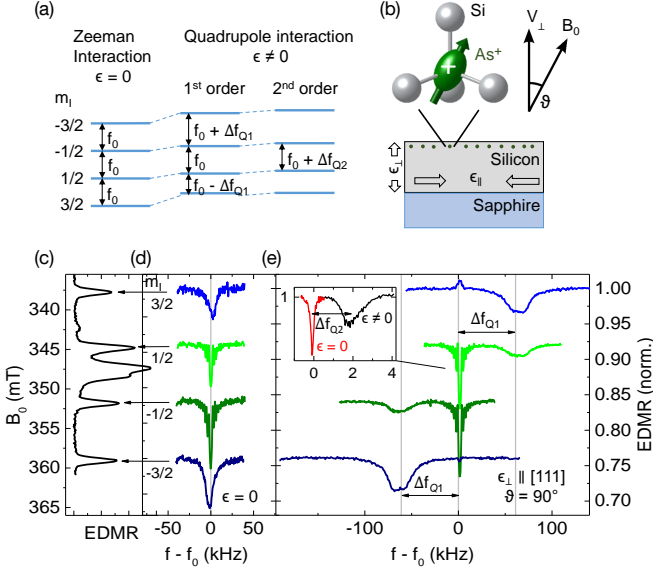 (a)
Zeeman
Interaction
ϵ = 0
Quadrupole interaction
ϵ ≠ 0
1st order
2nd order
mI
-3/2
-1/2
1/2
3/2
f0
f0
f0
f0 + ΔfQ1
f0
f0 - ΔfQ1
f0 + ΔfQ2
(b)
Si
As+
+
V⊥
B0
ϑ
ϵ⊥
Silicon
ϵ∥
Sapphire
(c)
B0 (mT)
335
340
345
350
355
360
365
EDMR
(d)
mI
3/2
1/2
-1/2
-3/2
ϵ = 0
-40
0
40
f - f0 (kHz)
(e)
1
ΔfQ2
ϵ ≠ 0
ϵ = 0
0
2
4
ΔfQ1
ΔfQ1
ϵ⊥ ∥ [111]
ϑ = 90°
-100
0
100
f - f0 (kHz)
1.00
0.95
0.90
0.85
0.80
0.75
0.70
EDMR (norm.)